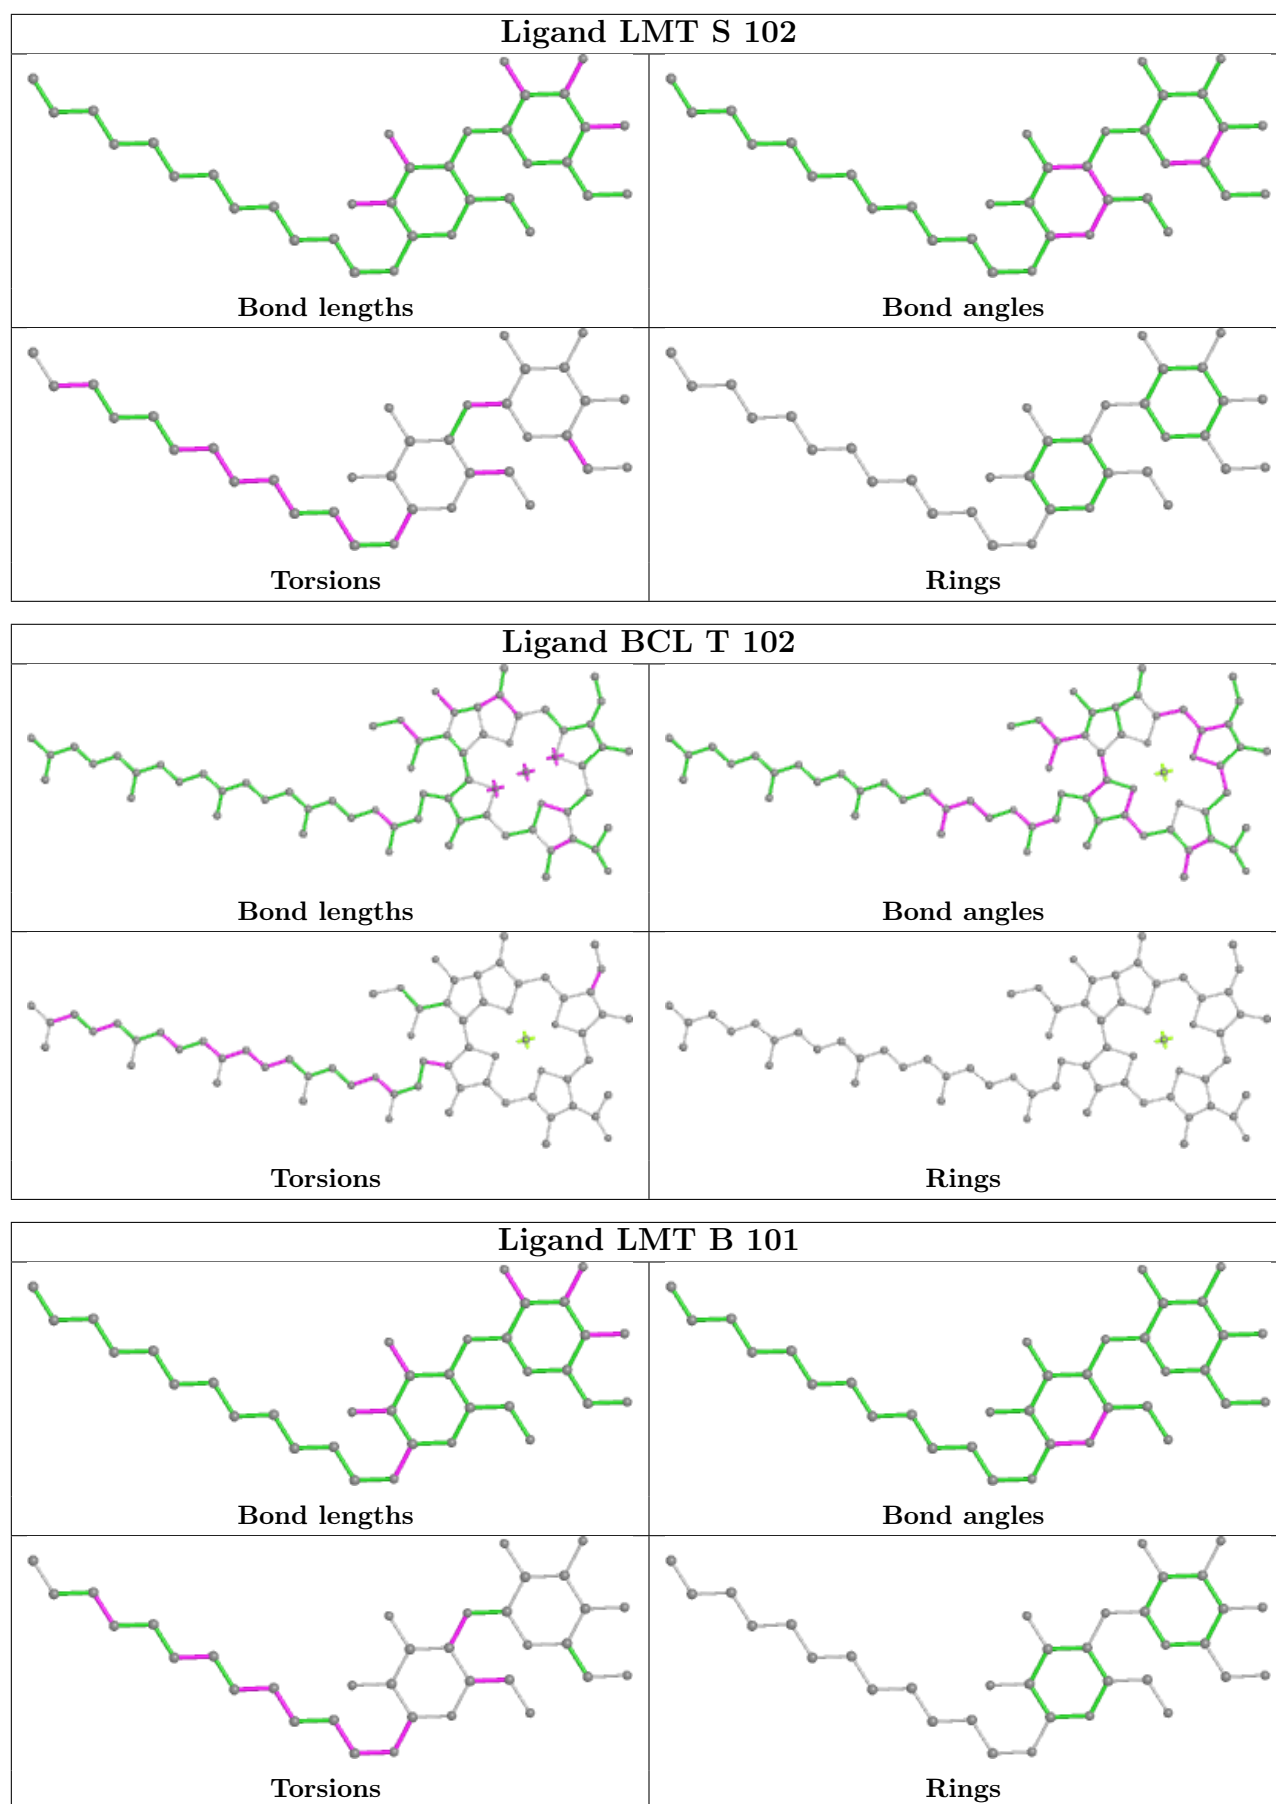 Ligand LMT S 102
Bond lengths
Bond angles
Torsions
Rings
Ligand BCL T 102
Bond lengths
Bond angles
Torsions
Rings
Ligand LMT B 101
Bond lengths
Bond angles
Torsions
Rings